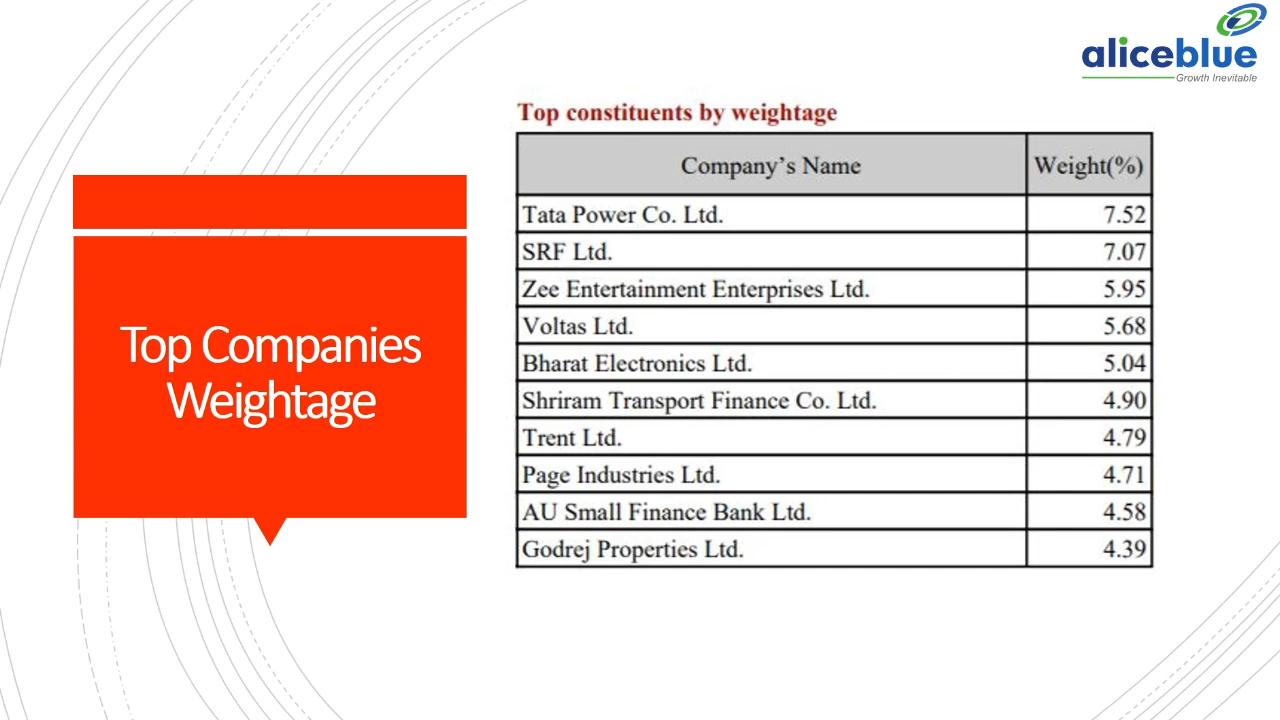 aliceblue
Growth Inevitable
Top Companies
Weightage
Top constituents by weightage
Company’s Name Weight(%)
Tata Power Co. Ltd. 7.52
SRF Ltd. 7.07
Zee Entertainment Enterprises Ltd. 5.95
Voltas Ltd. 5.68
Bharat Electronics Ltd. 5.04
Shriram Transport Finance Co. Ltd. 4.90
Trent Ltd. 4.79
Page Industries Ltd. 4.71
AU Small Finance Bank Ltd. 4.58
Godrej Properties Ltd. 4.39